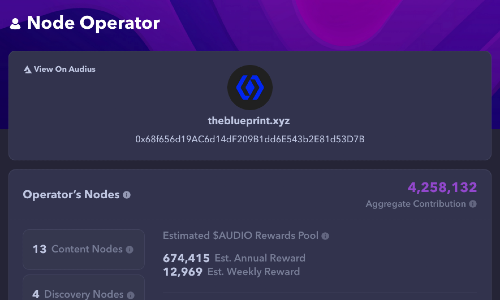 Node Operator
View On Audius
theblueprint.xyz
0x68f656d19AC6d14dF209B1dd6E543b2E81d53D7B
Operator's Nodes
4,258,132
Aggregate Contribution
13 Content Nodes
Estimated $AUDIO Rewards Pool
674,415 Est. Annual Reward
12,969 Est. Weekly Reward
4 Discovery Nodes